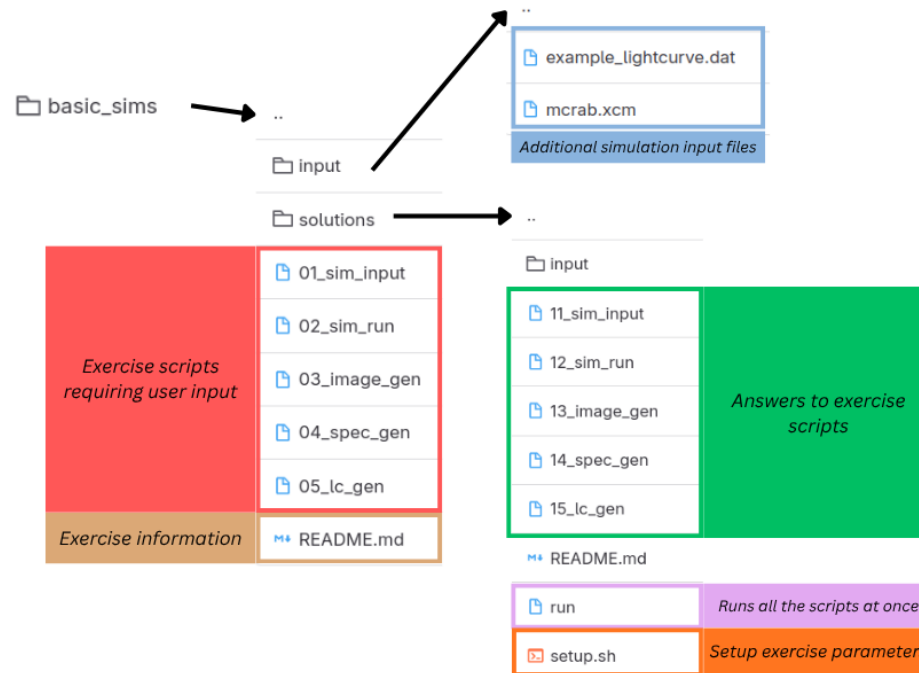 basic_sims
..
input
solutions
01_sim_input
02_sim_run
03_image_gen
04_spec_gen
05_lc_gen
README.md
Exercise scripts
requiring user input
Exercise information
..
example_lightcurve.dat
mcrab.xcm
Additional simulation input files
..
input
11_sim_input
12_sim_run
13_image_gen
14_spec_gen
15_lc_gen
README.md
run
setup.sh
Answers to exercise
scripts
Runs all the scripts at once
Setup exercise parameter